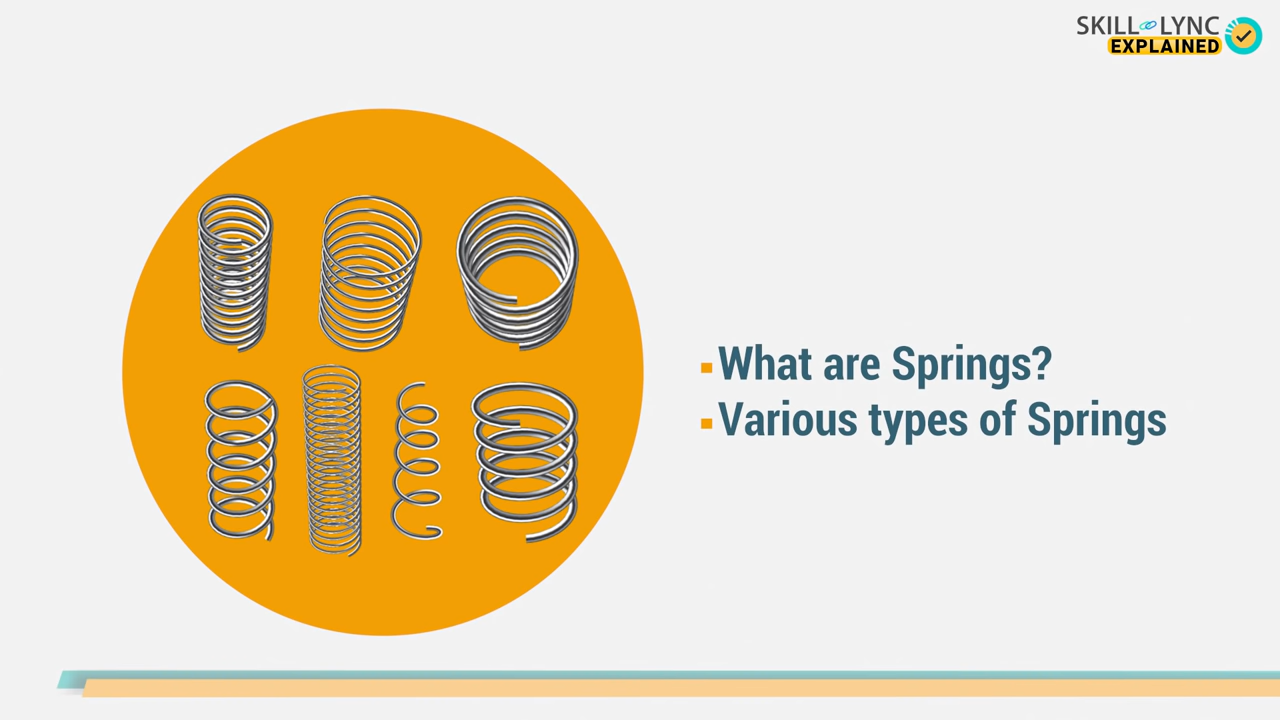 SKILL LYNC
EXPLAINED
What are Springs?
Various types of Springs